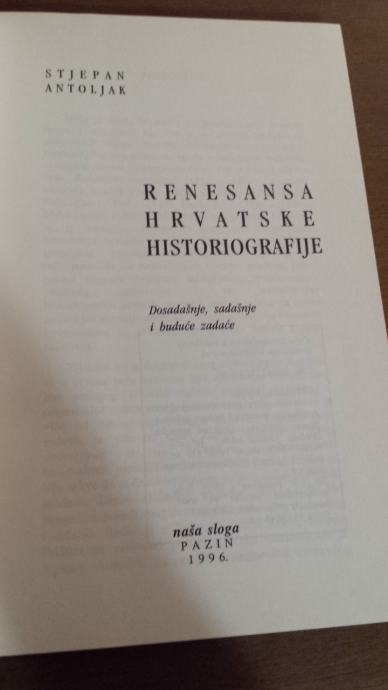 STJEPAN
ANTOLJAK
RENESANSA
HRVATSKE
HISTORIOGRAFIJE
Dosadašnje, sadašnje
i buduće zadaće
naša sloga
PAZIN
1996.